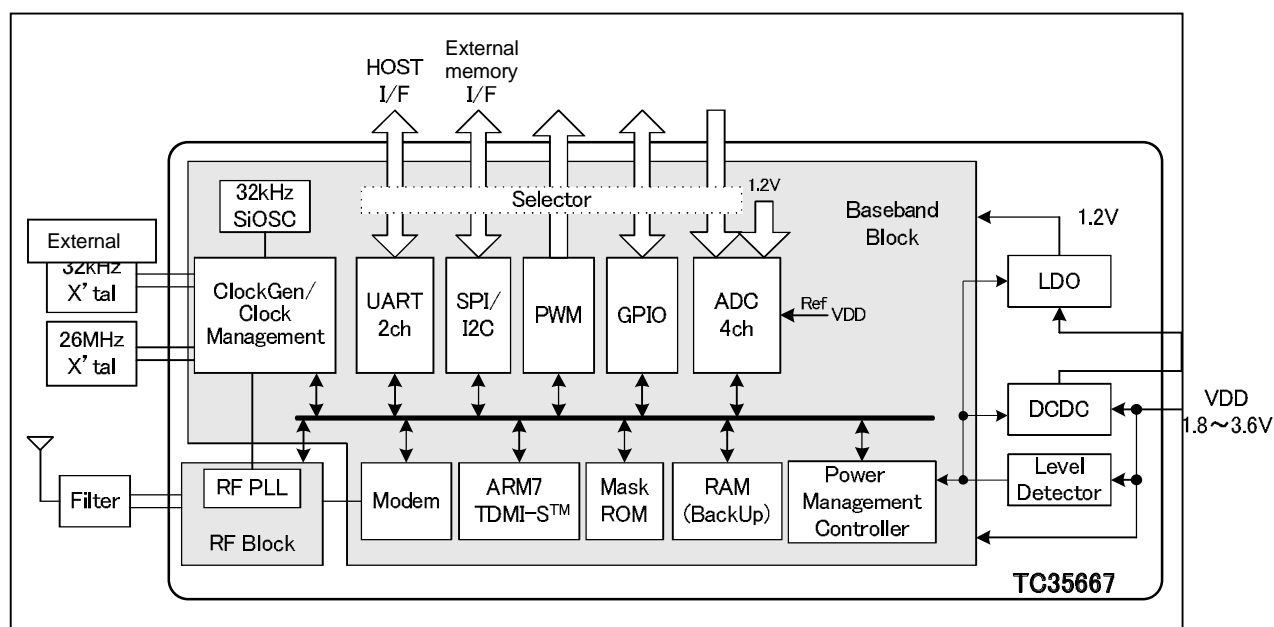 HOST
I/F
External
memory
I/F
32kHz
SiOSC
Selector
1.2V
Baseband
Block
1.2V
External
32kHz
X'tal
ClockGen/
Clock
Management
UART
2ch
SPI/
I2C
PWM
GPIO
ADC
4ch
Ref
VDD
LDO
26MHz
X'tal
DCDC
VDD
1.8～3.6V
Filter
RF PLL
RF Block
Modem
ARM7
TDMI-S™
Mask
ROM
RAM
(BackUp)
Power
Management
Controller
Level
Detector
TC35667